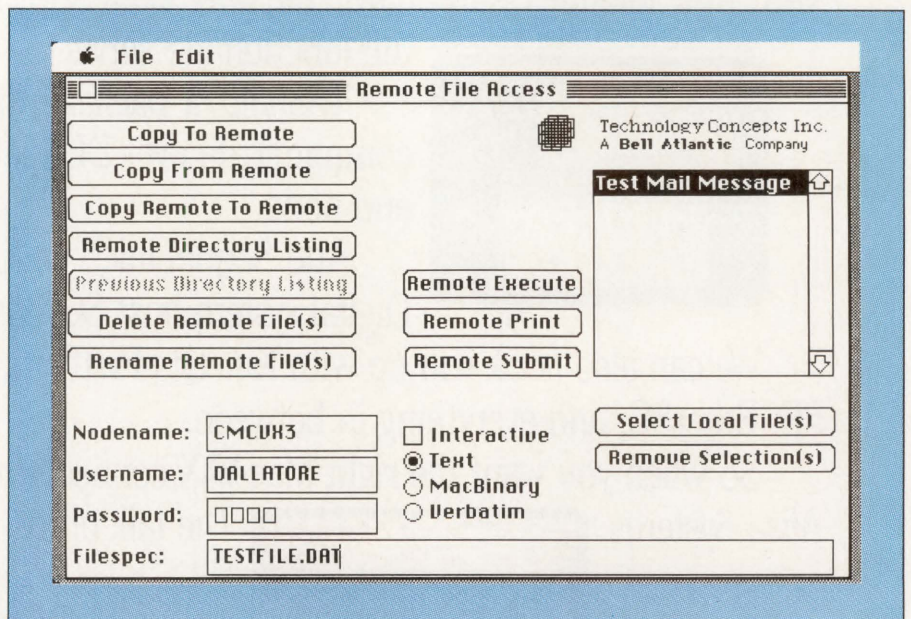 File Edit
Remote File Access
Copy To Remote
Copy From Remote
Copy Remote To Remote
Remote Directory Listing
Previous Directory Listing
Delete Remote File(s)
Rename Remote File(s)
Remote Execute
Remote Print
Remote Submit
Technology Concepts Inc.
A Bell Atlantic Company
Test Mail Message
Select Local File(s)
Remove Selection(s)
Nodename: CMCVX3
Username: DALLATORE
Password:
Interactive
Text
MacBinary
Verbatim
Filespec: TESTFILE.DAT